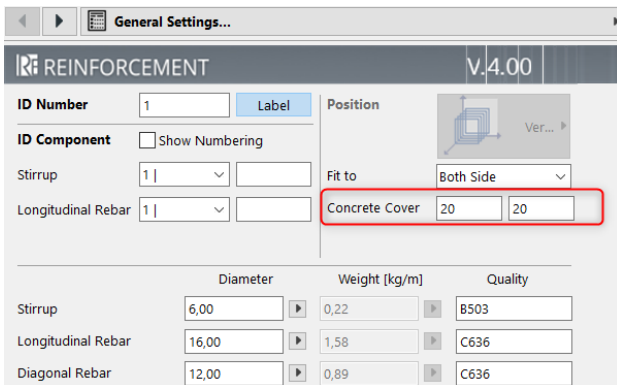 General Settings...
REINFORCEMENT V.4.00
ID Number 1 Label Position
Ver...
ID Component Show Numbering
Stirrup 1 | Fit to Both Side
Longitudinal Rebar 1 | Concrete Cover 20 20
Diameter Weight [kg/m] Quality
Stirrup 6,00 0,22 B503
Longitudinal Rebar 16,00 1,58 C636
Diagonal Rebar 12,00 0,89 C636